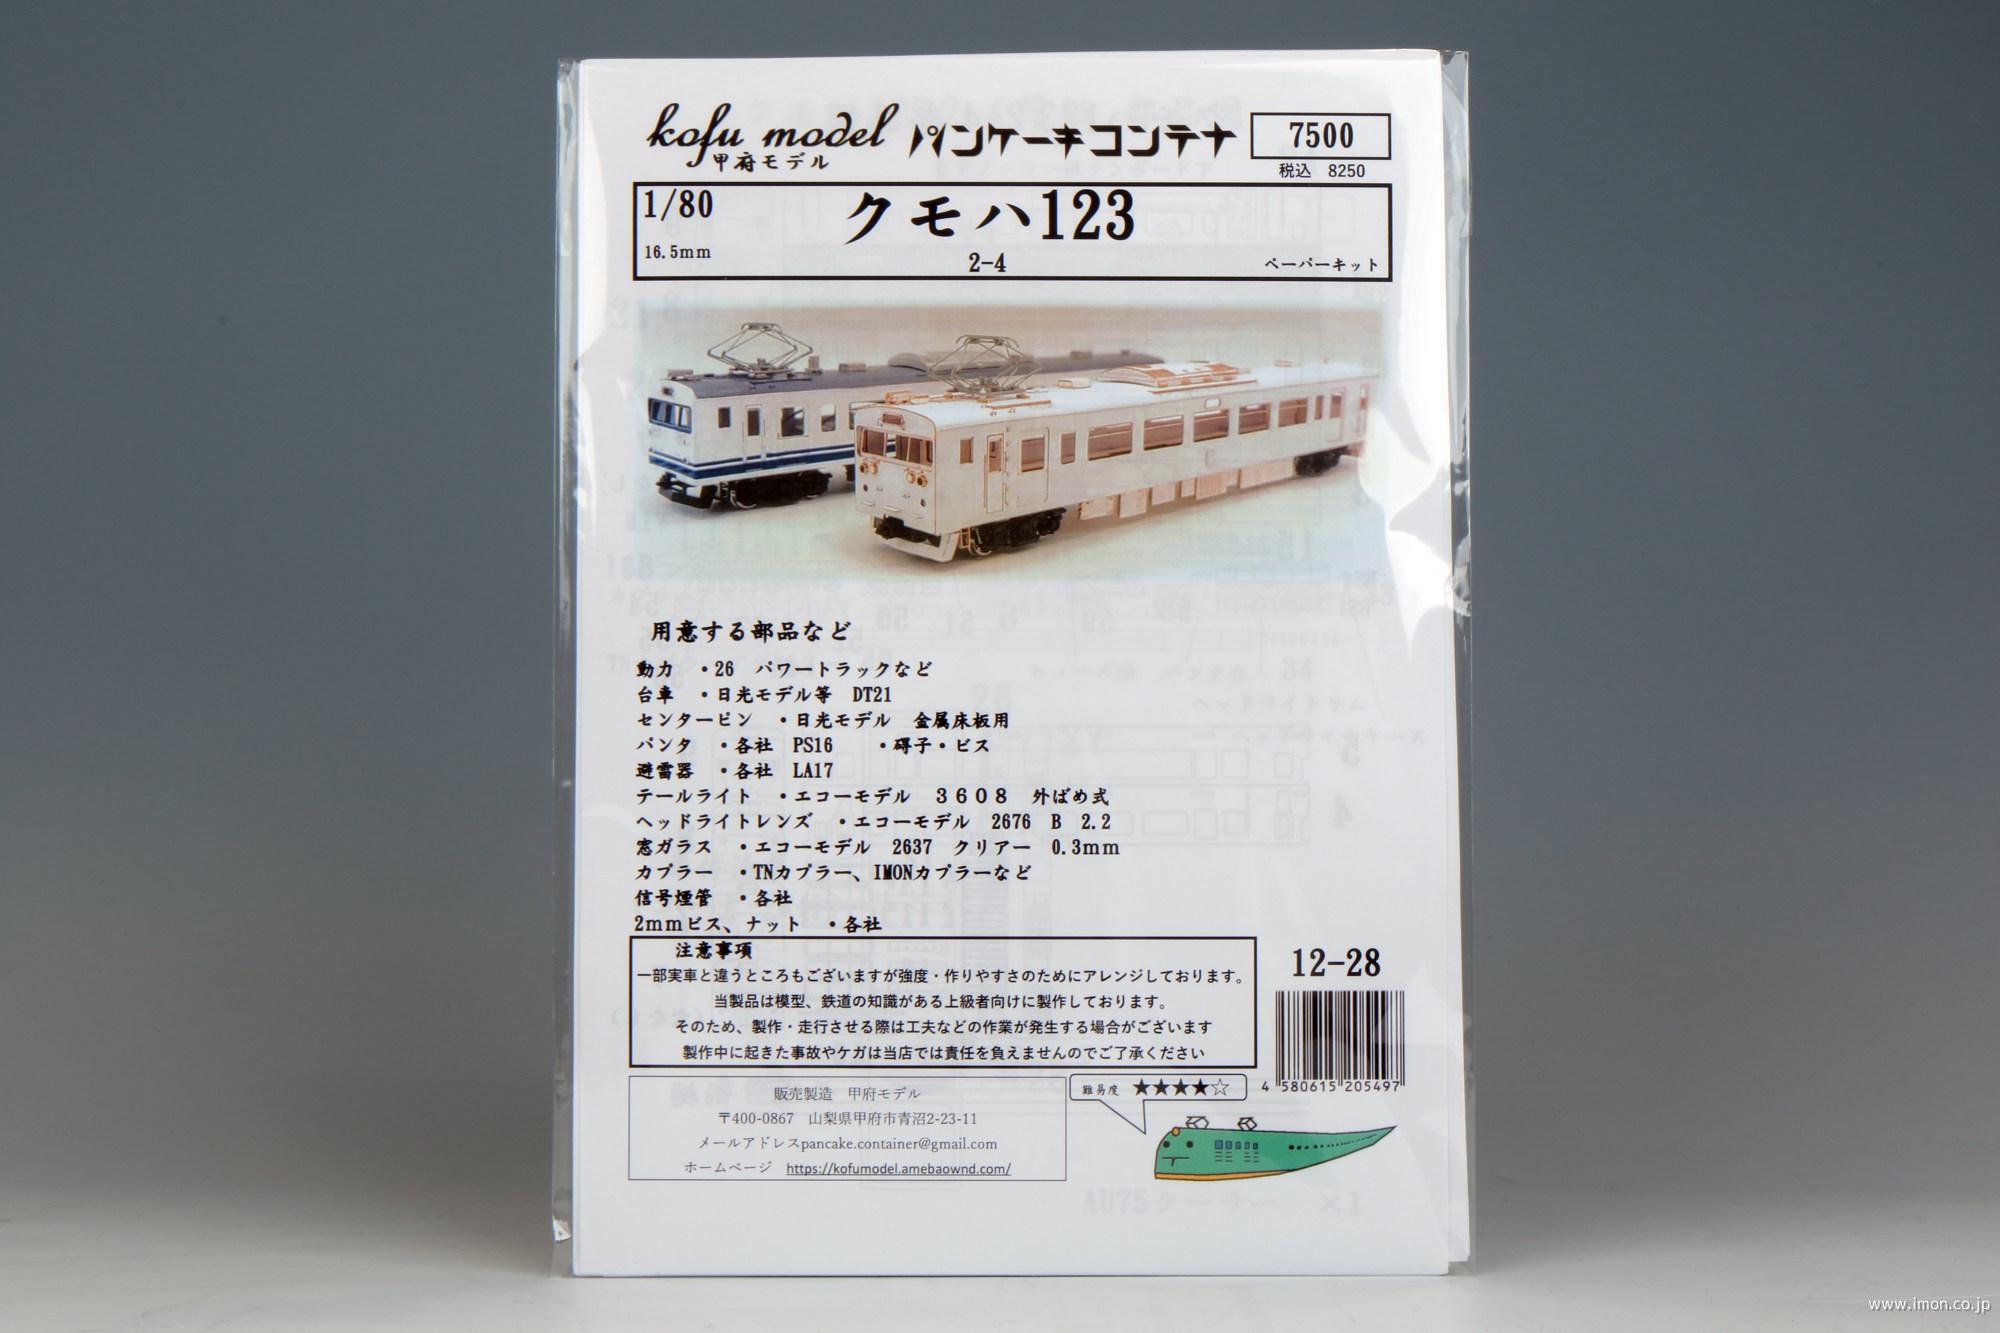 kofu model パンケーキコンテナ 7500
甲府モデル
税込 8250
1/80 クモハ123
16.5mm
2-4
ペーパーキット
用意する部品など
動力 ・26 パワートラックなど
台車 ・日光モデル等 DT21
センターピン ・日光モデル 金属床板用
パンタ ・各社 PS16 ・碍子・ビス
避雷器 ・各社 LA17
テールライト ・エコーモデル 3608 外ばめ式
ヘッドライトレンズ ・エコーモデル 2676 B 2.2
窓ガラス ・エコーモデル 2637 クリアー 0.3mm
カプラー ・TNカプラー、IMONカプラーなど
信号煙管 ・各社
2mmビス、ナット ・各社
注意事項
一部実車と違うところもございますが強度・作りやすさのためにアレンジしております。
当製品は模型、鉄道の知識がある上級者向けに製作しております。
そのため、製作・走行させる際は工夫などの作業が発生する場合がございます
製作中に起きた事故やケガは当店では責任を負えませんのでご了承ください
12-28
4 580615 205497
難易度 ★★★★☆
販売製造 甲府モデル
〒400-0867 山梨県甲府市青沼2-23-11
メールアドレスpancake.container@gmail.com
ホームページ https://kofumodel.amebaownd.com/
AU75クーラー ×1
www.imon.co.jp